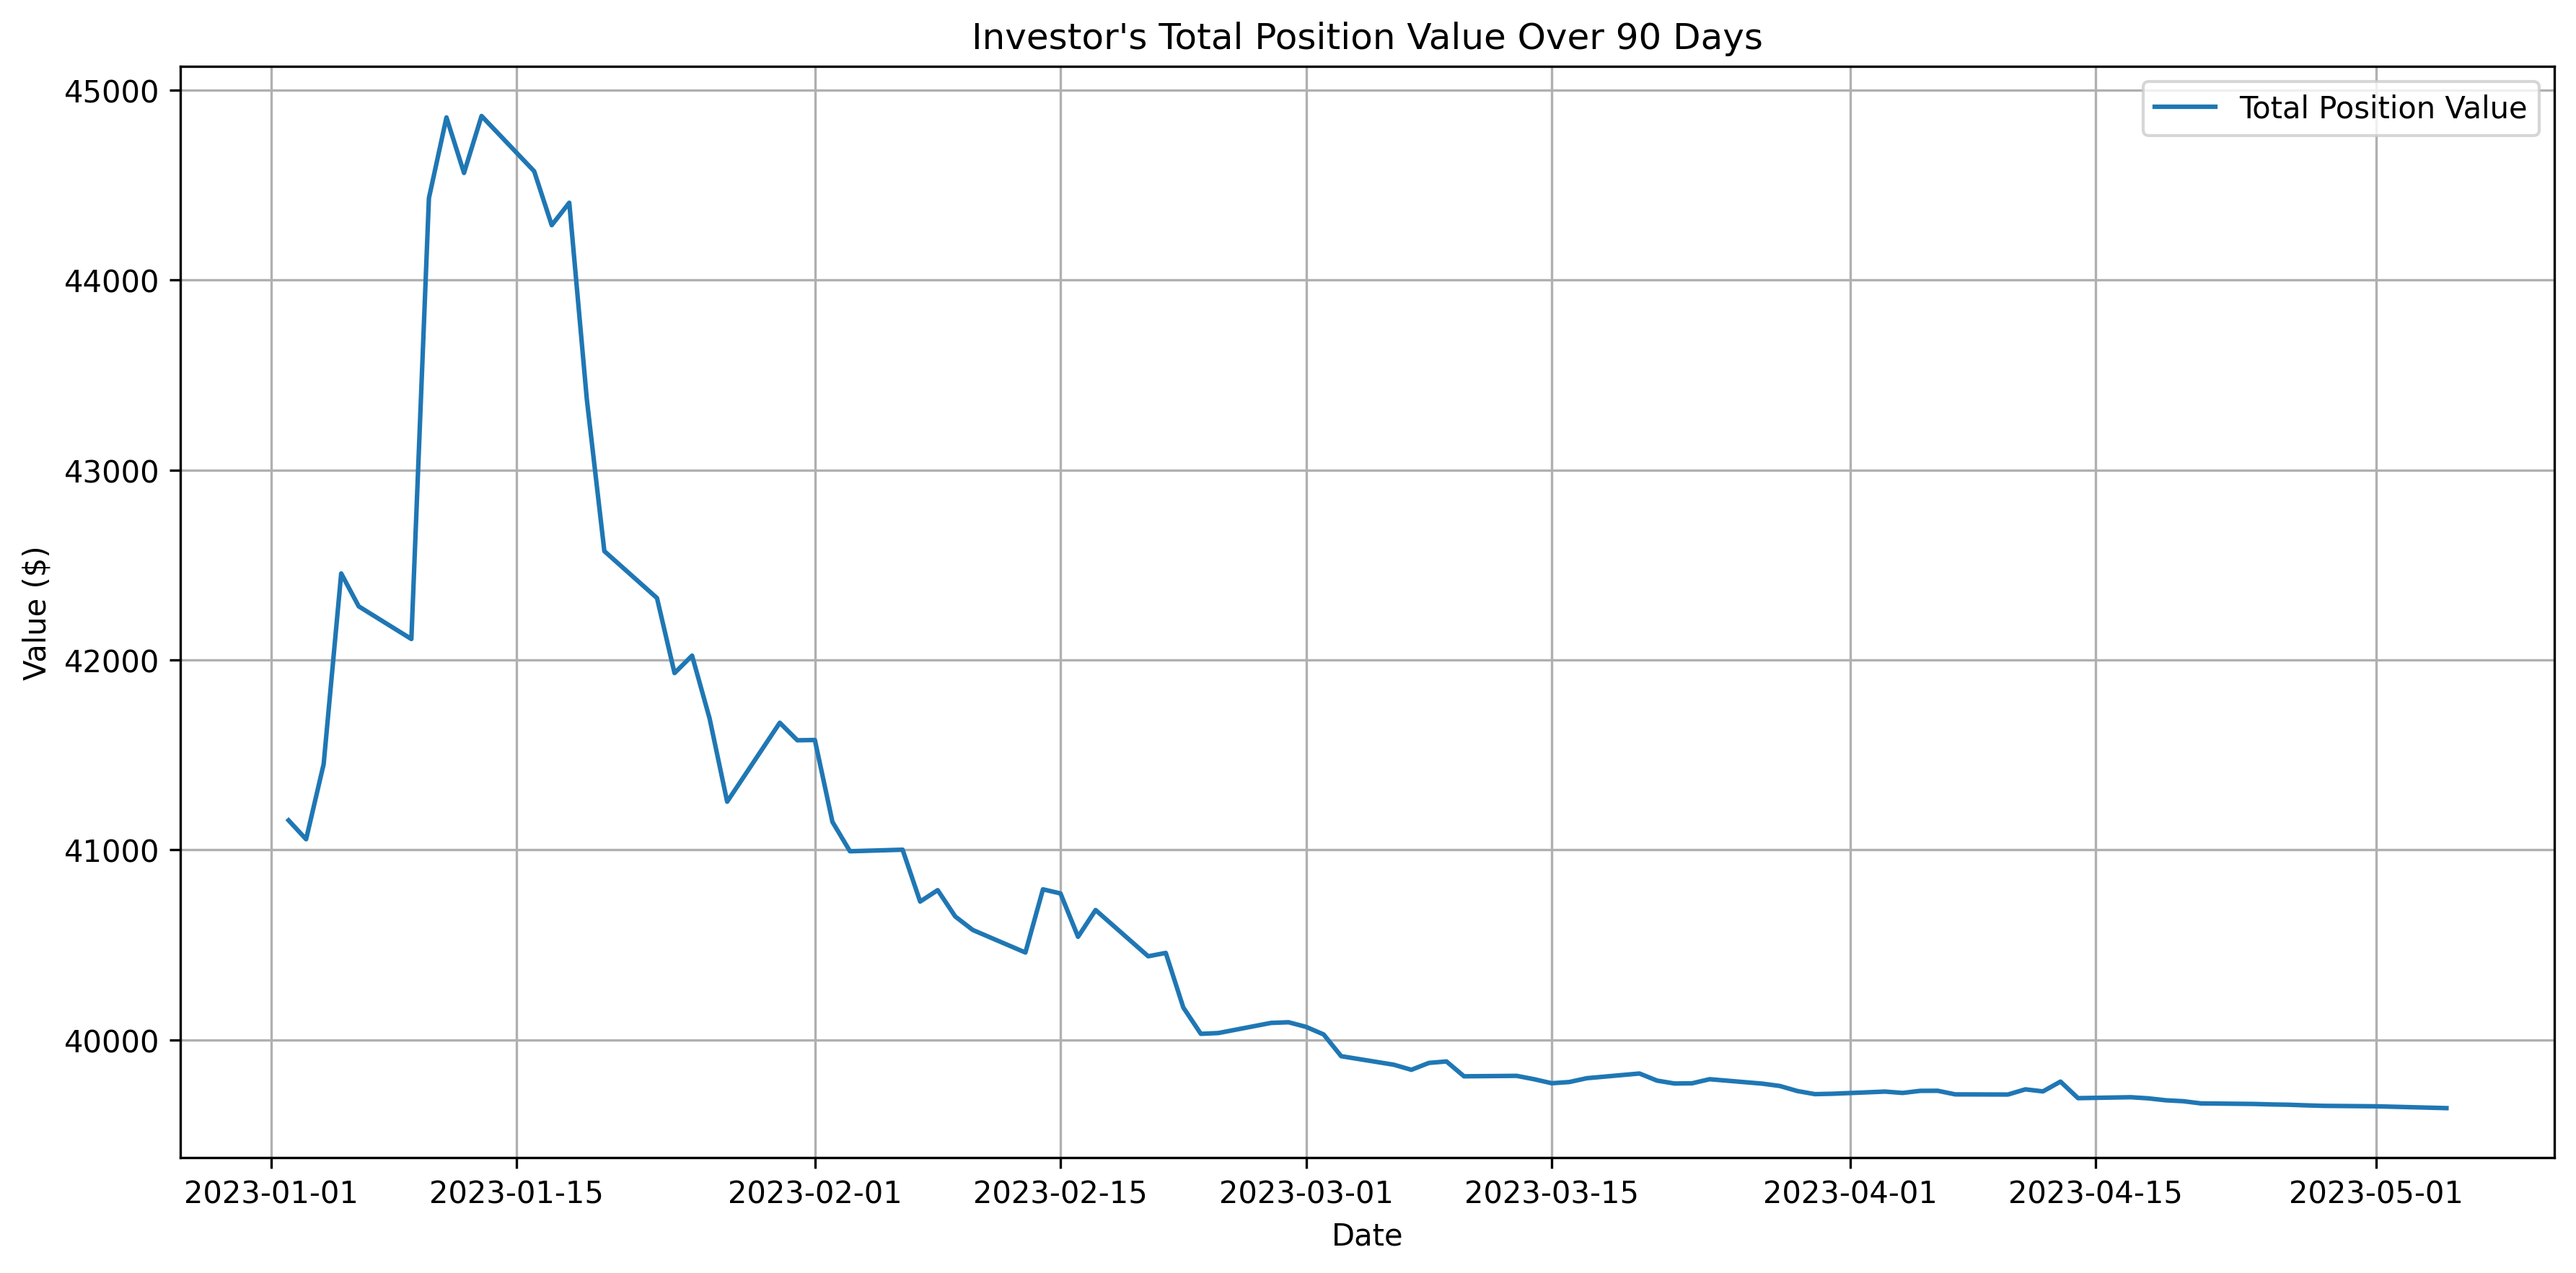 Investor's Total Position Value Over 90 Days
Total Position Value
Value ($)
45000
44000
43000
42000
41000
40000
2023-01-01 2023-01-15 2023-02-01 2023-02-15 2023-03-01 2023-03-15 2023-04-01 2023-04-15 2023-05-01
Date